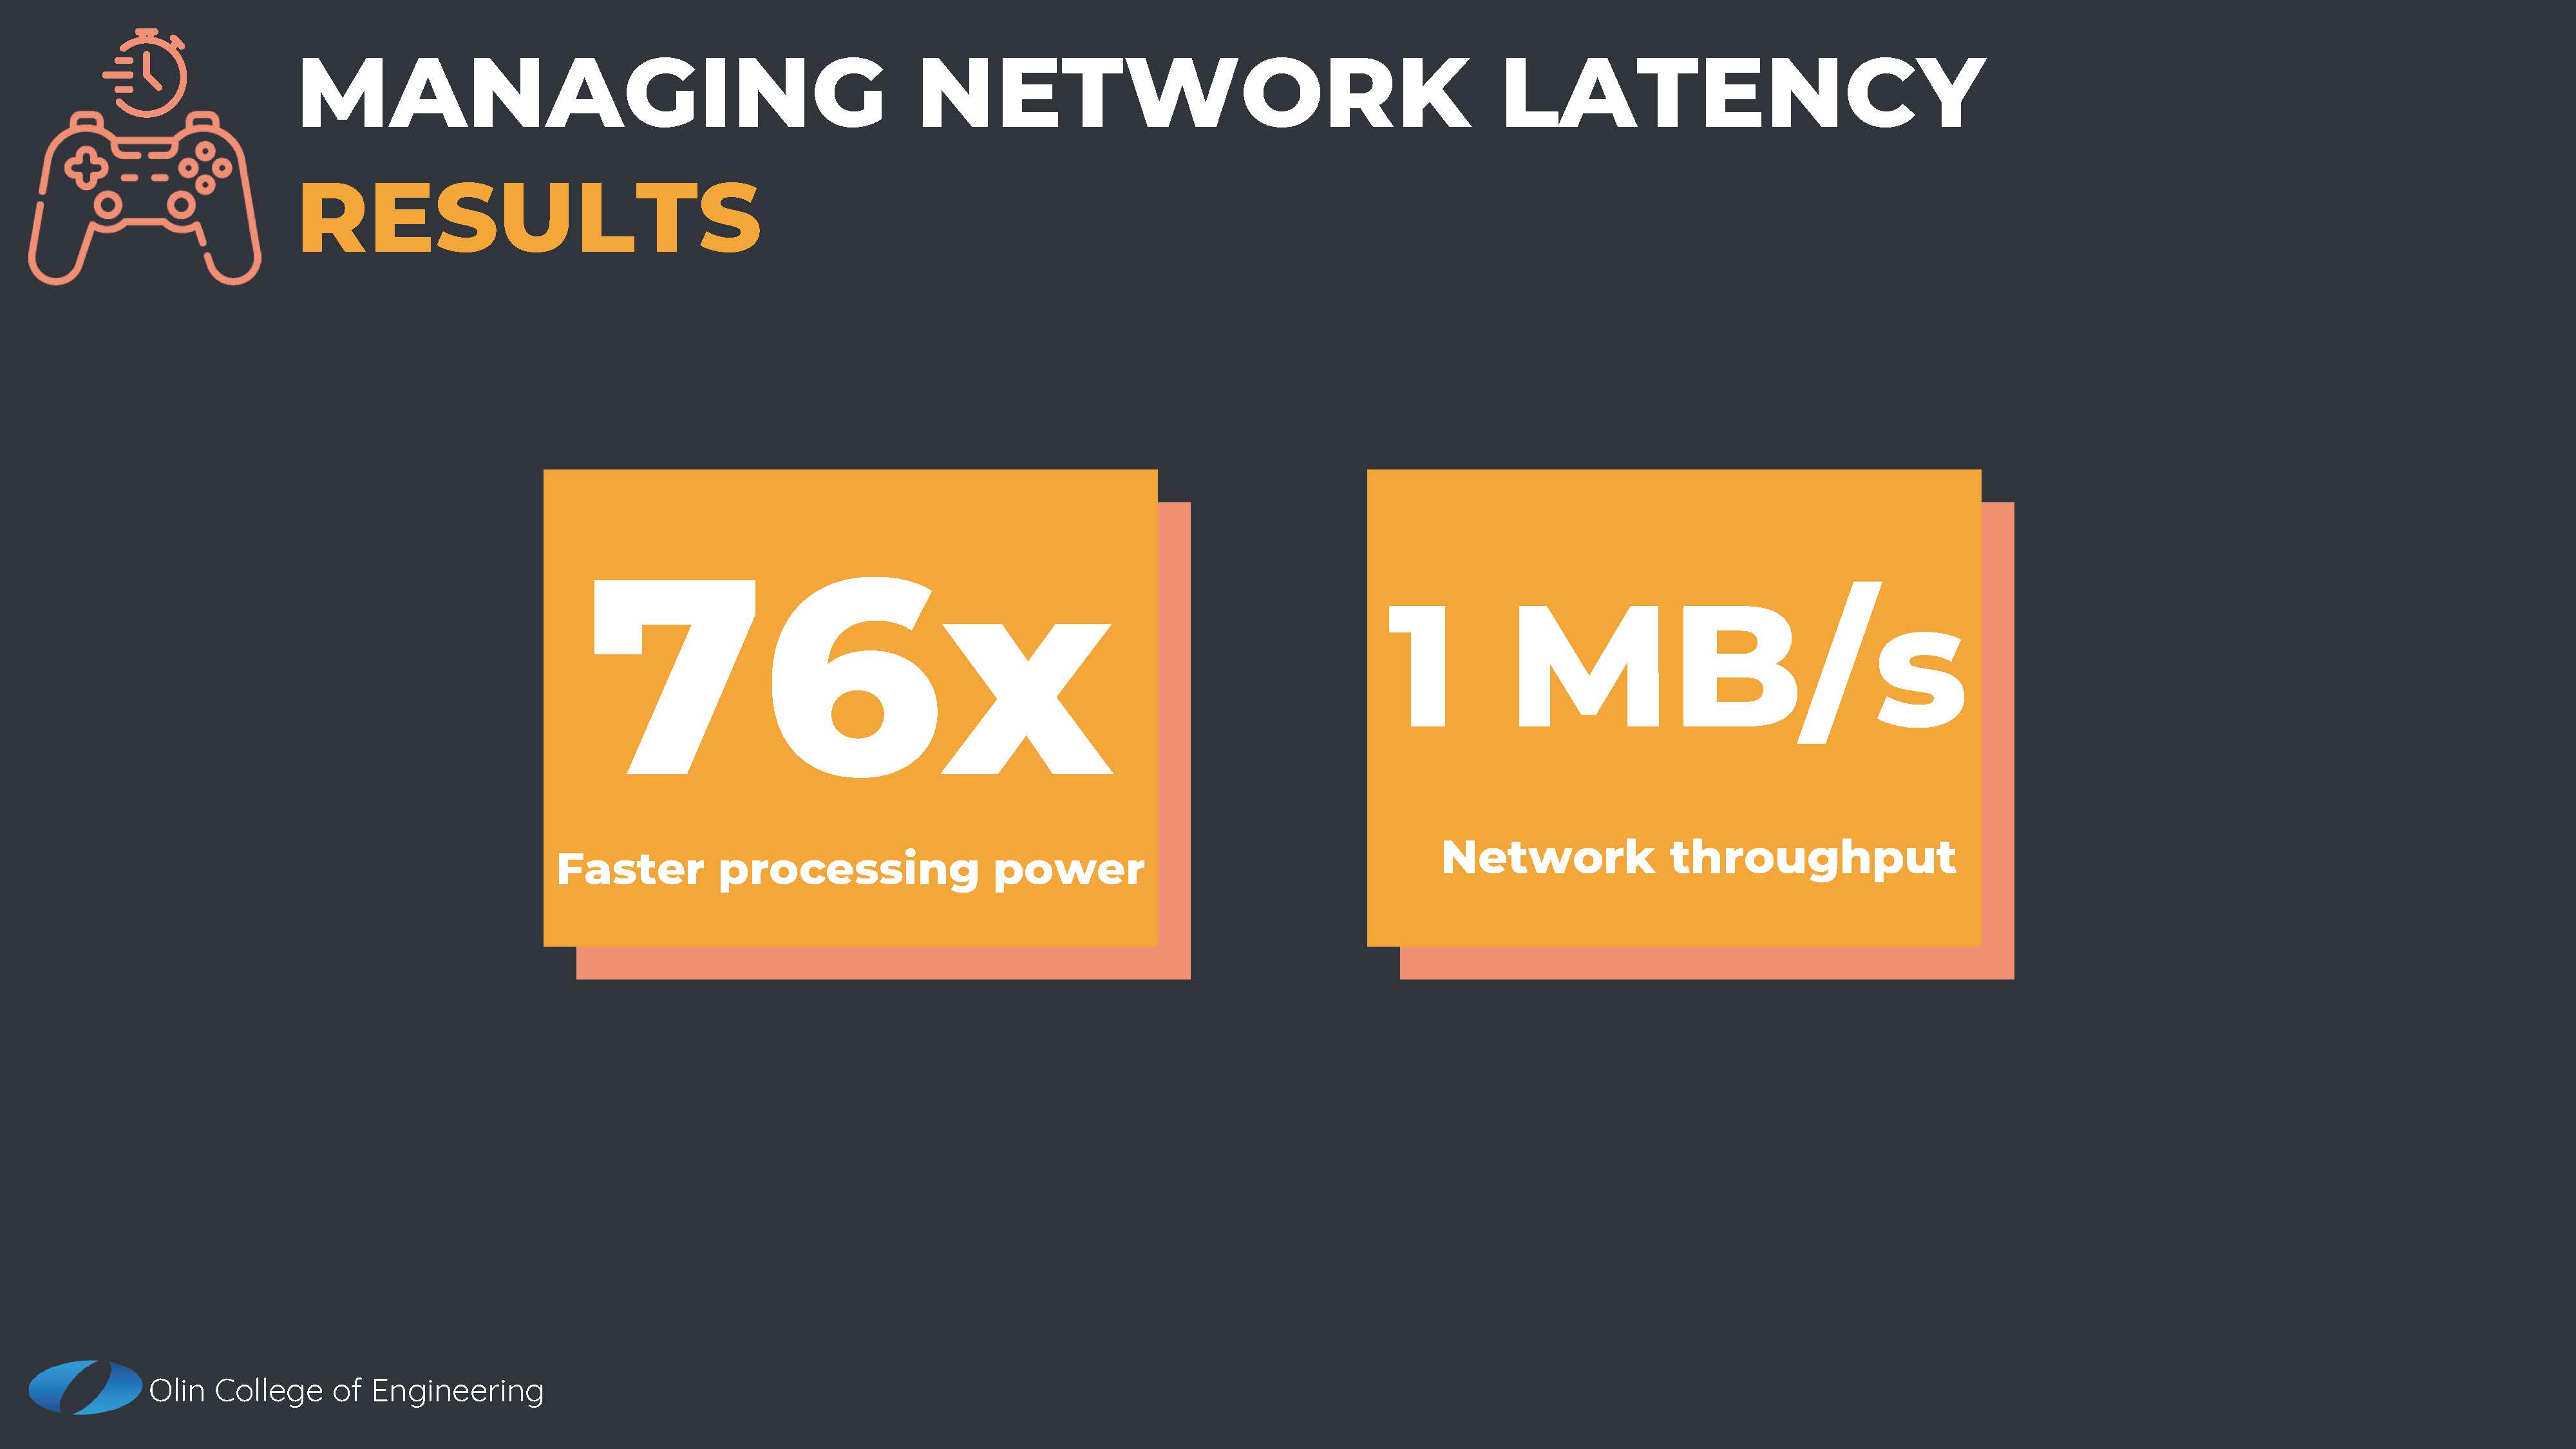 MANAGING NETWORK LATENCY
RESULTS
76x
Faster processing power
1 MB/s
Network throughput
Olin College of Engineering